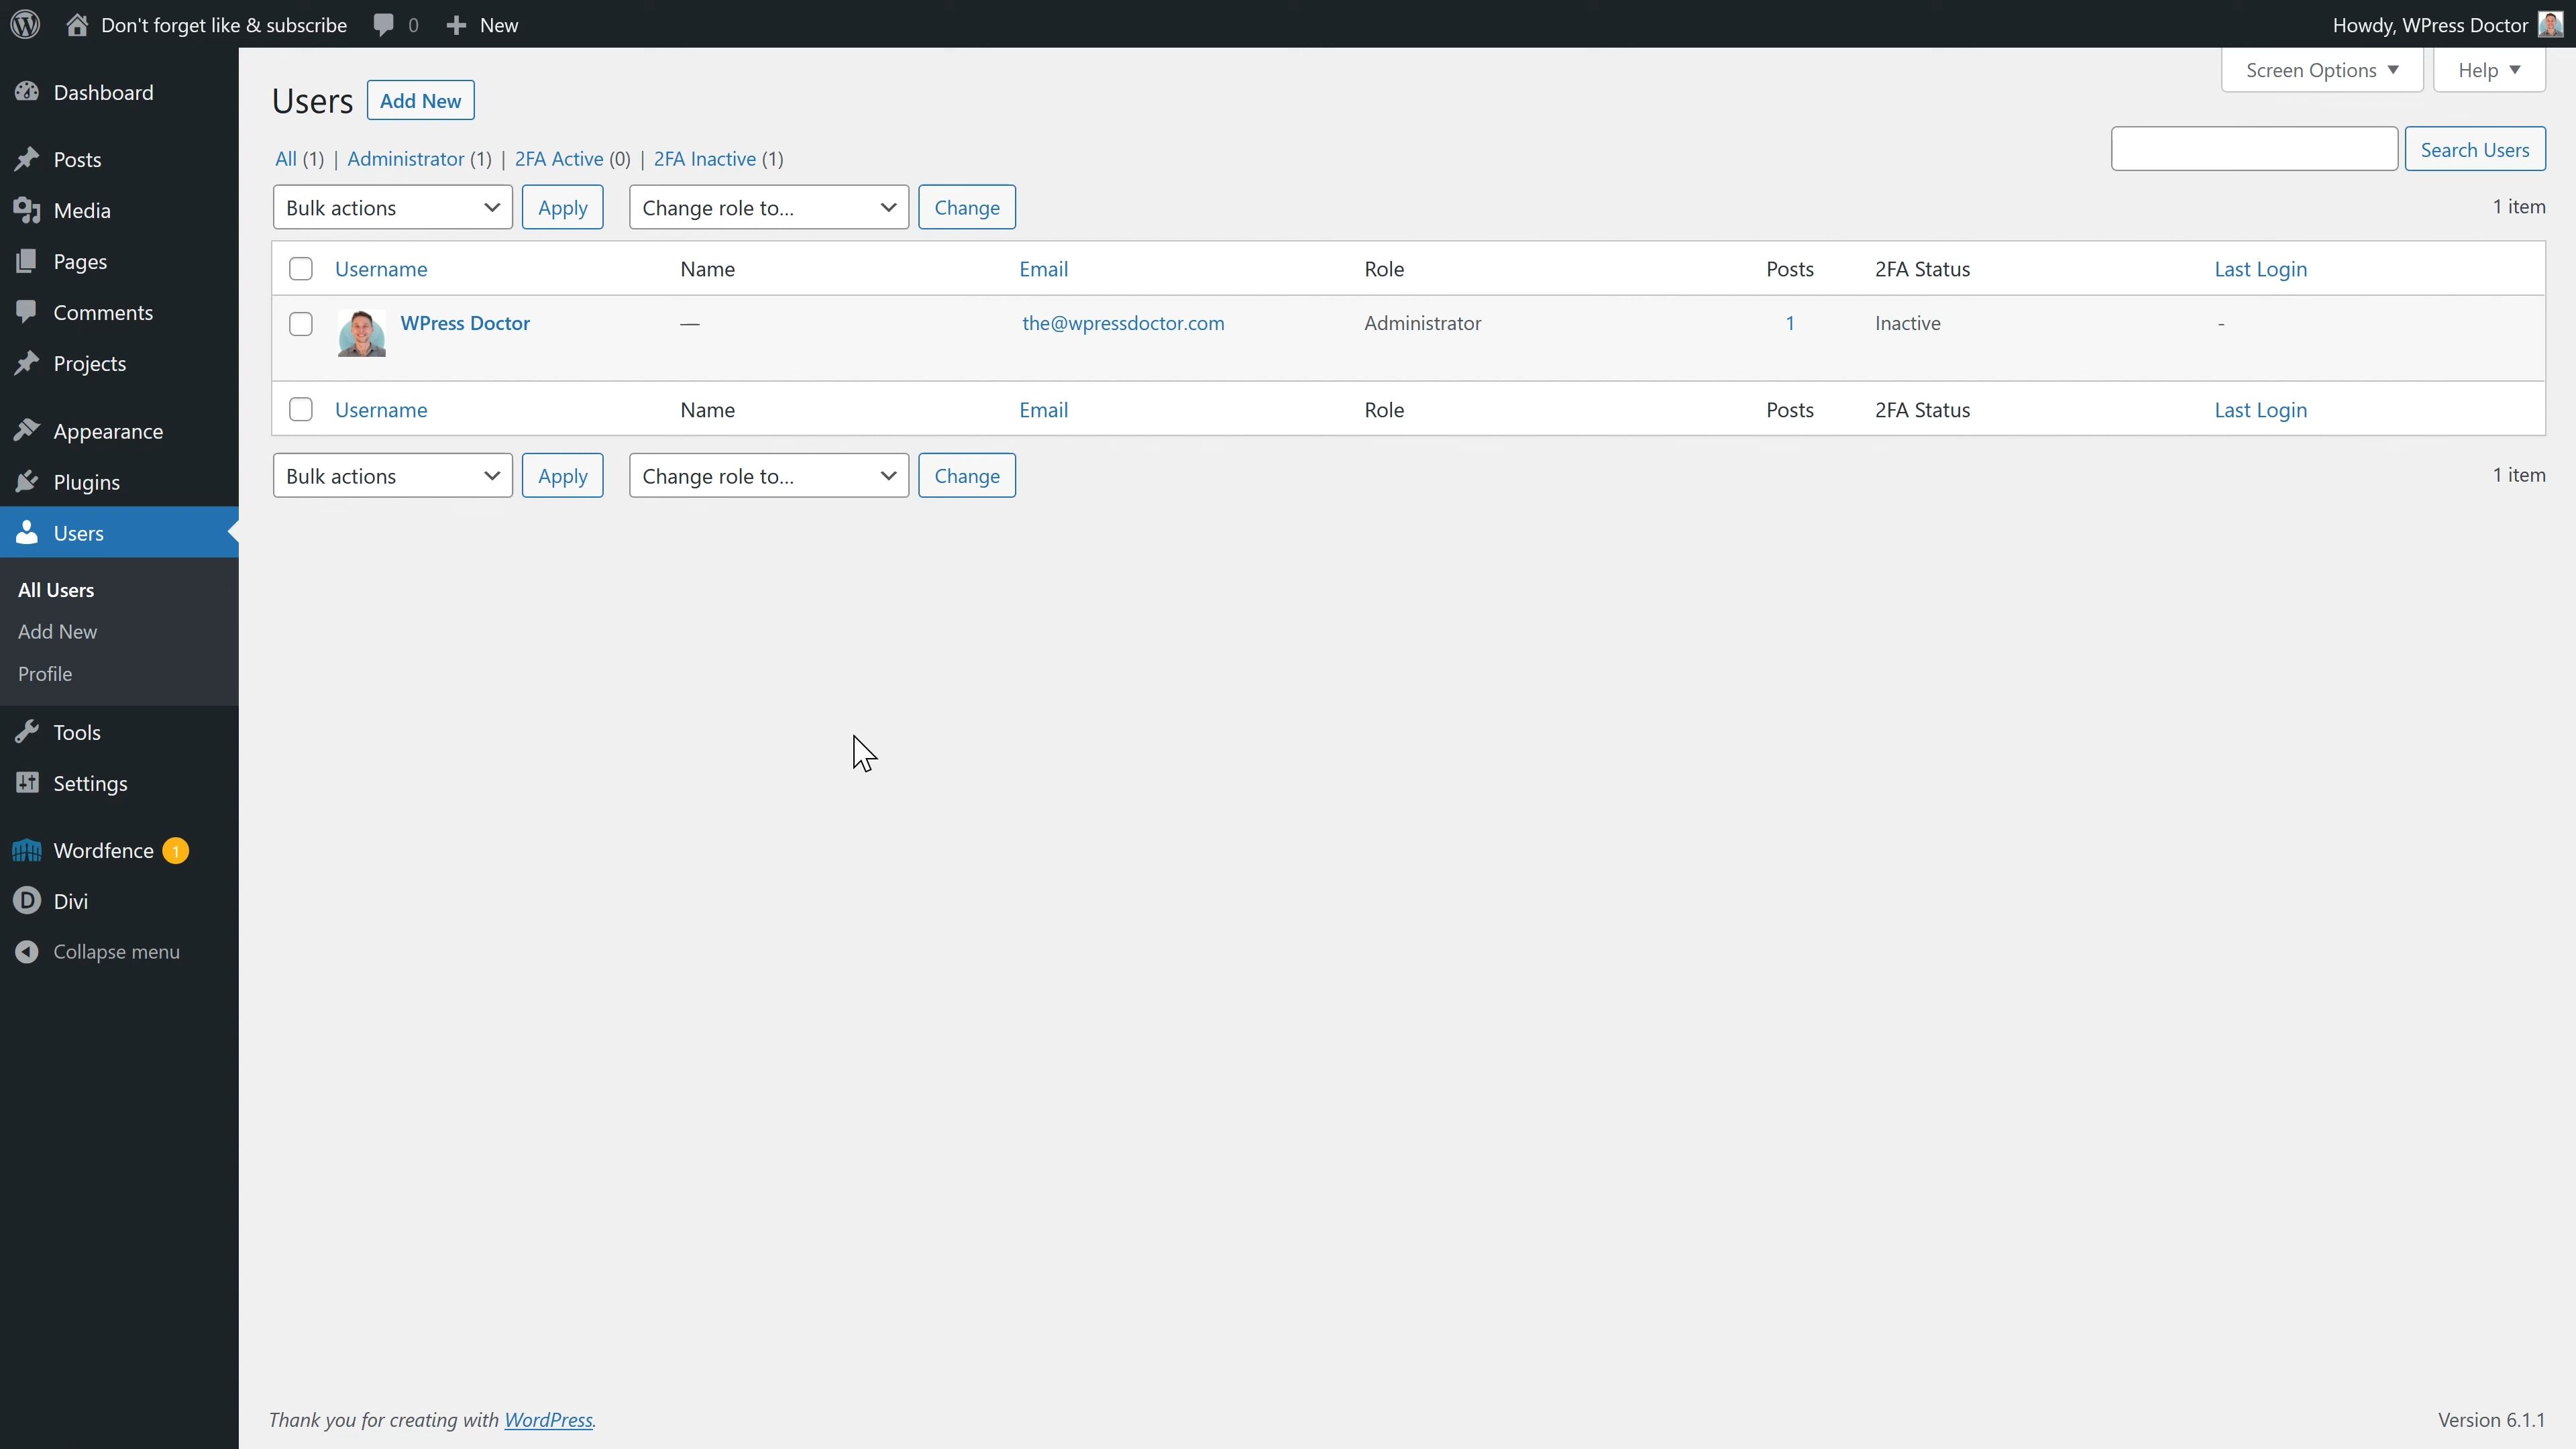 Don't forget like & subscribe 0 New Howdy, WPress Doctor
Dashboard
Posts
Media
Pages
Comments
Projects
Appearance
Plugins
Users
All Users
Add New
Profile
Tools
Settings
Wordfence 1
Divi
Collapse menu
Screen Options Help
Users Add New
All (1) | Administrator (1) | 2FA Active (0) | 2FA Inactive (1)
Search Users
Bulk actions Apply Change role to... Change 1 item
Username Name Email Role Posts 2FA Status Last Login
WPress Doctor — the@wpressdoctor.com Administrator 1 Inactive -
Username Name Email Role Posts 2FA Status Last Login
Bulk actions Apply Change role to... Change 1 item
Thank you for creating with WordPress. Version 6.1.1